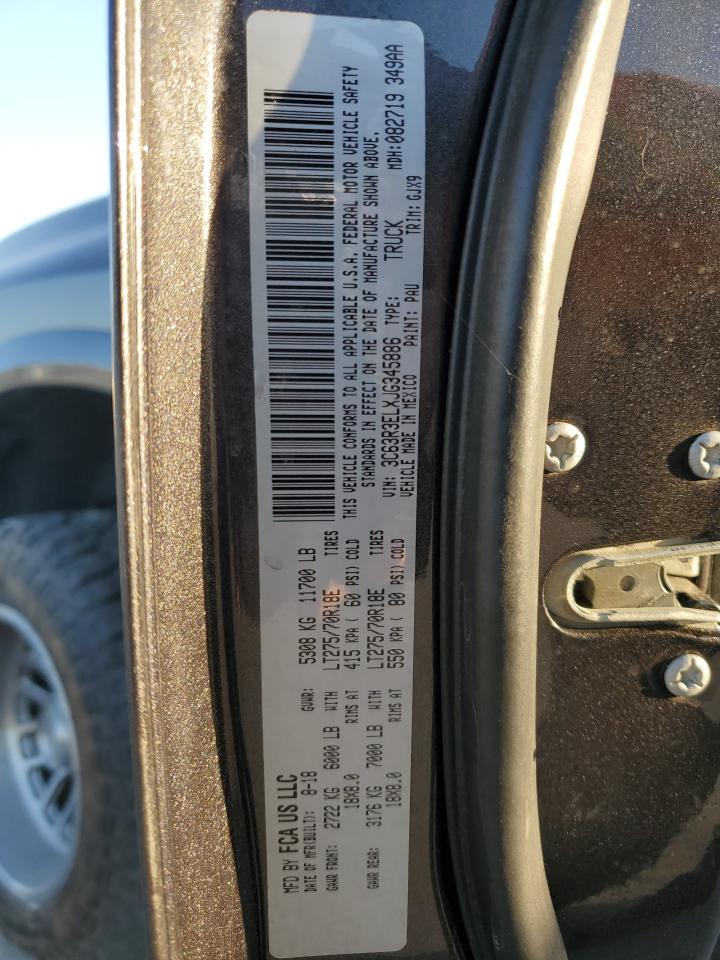 MFD BY FCA US LLC
DATE OF MFR(BUILT): 8-18 GVWR: 5308 KG 11700 LB
GAWR FRONT: 2722 KG 6000 LB WITH LT275/70R18E TIRES
18X8.0 RIMS AT 415 KPA( 60 PSI) COLD
GAWR REAR: 3176 KG 7000 LB WITH LT275/70R18E TIRES
18X8.0 RIMS AT 550 KPA( 80 PSI) COLD
THIS VEHICLE CONFORMS TO ALL APPLICABLE U.S.A. FEDERAL MOTOR VEHICLE SAFETY
STANDARDS IN EFFECT ON THE DATE OF MANUFACTURE SHOWN ABOVE.
VIN: 3C63R3ELXJG345886 TYPE: TRUCK MDH:082719 349AA
VEHICLE MADE IN MEXICO PAINT: PAU TRIM: GJX9